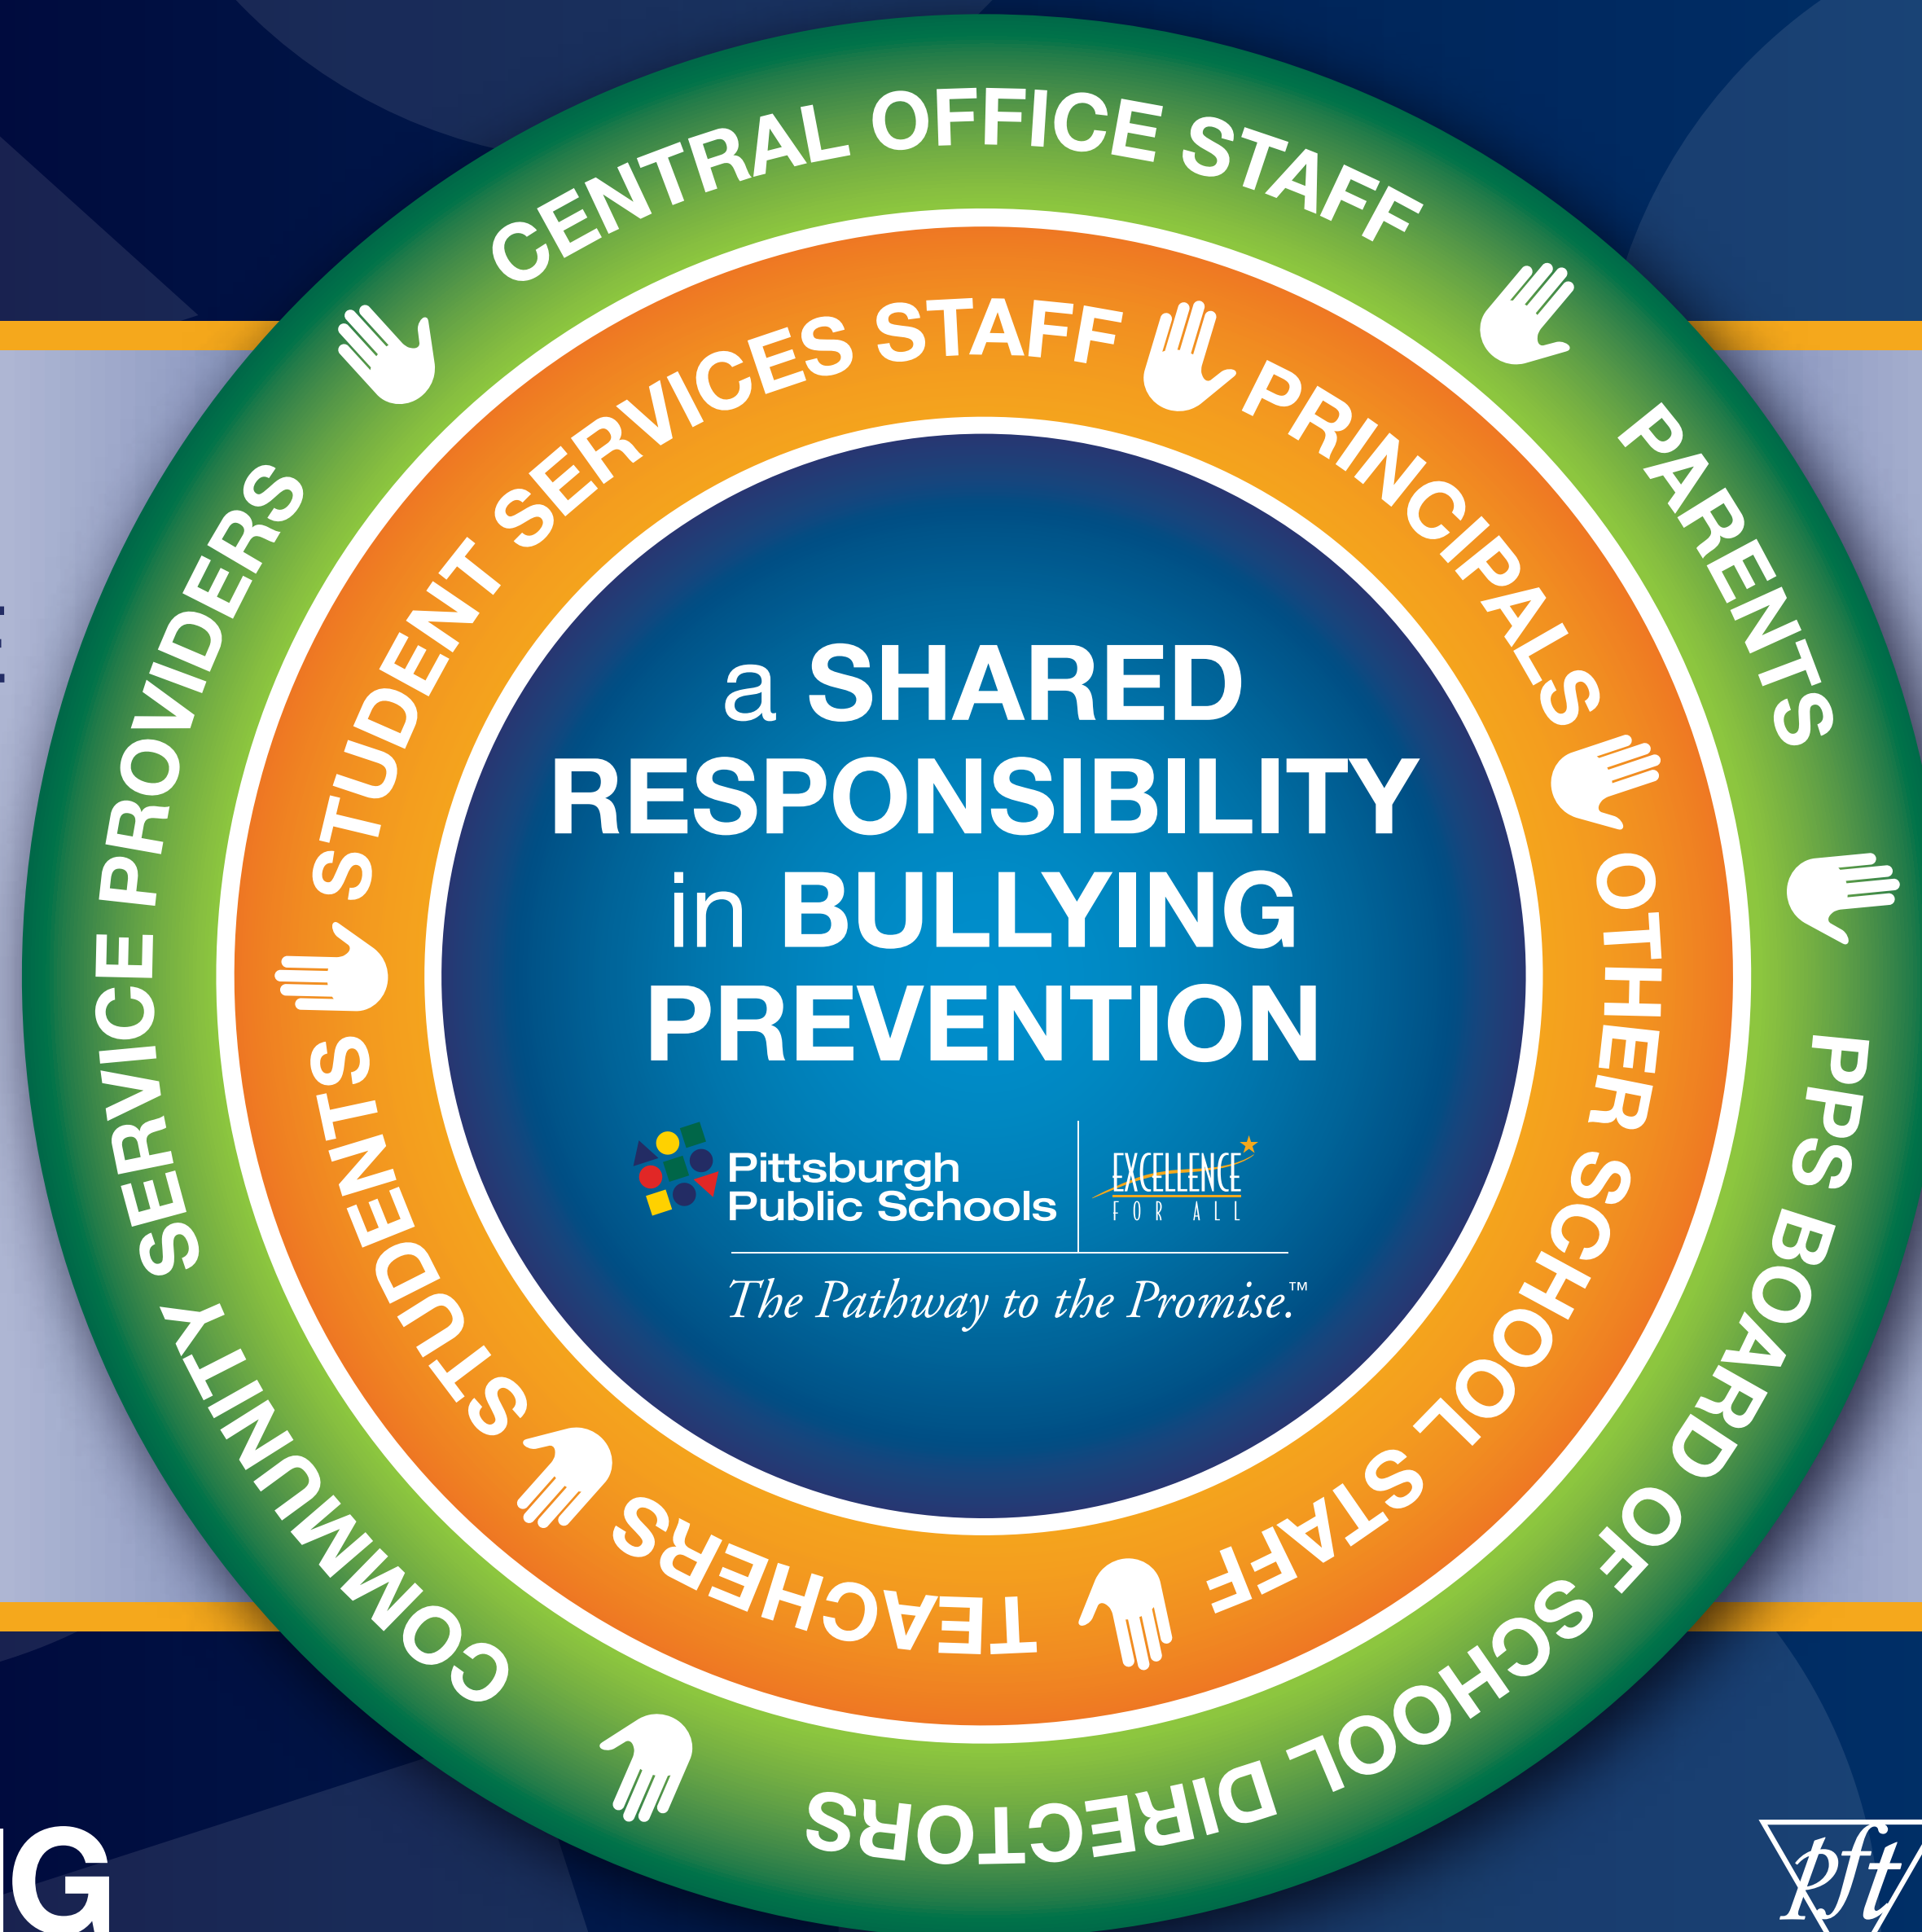 CENTRAL OFFICE STAFF
PARENTS
PPS BOARD OF SCHOOL DIRECTORS
COMMUNITY SERVICE PROVIDERS
STUDENT SERVICES STAFF
PRINCIPALS
OTHER SCHOOL STAFF
TEACHERS
STUDENTS
a SHARED
RESPONSIBILITY
in BULLYING
PREVENTION
Pittsburgh
Public Schools
EXCELLENCE
FOR ALL
The Pathway to the Promise.™
G
pft